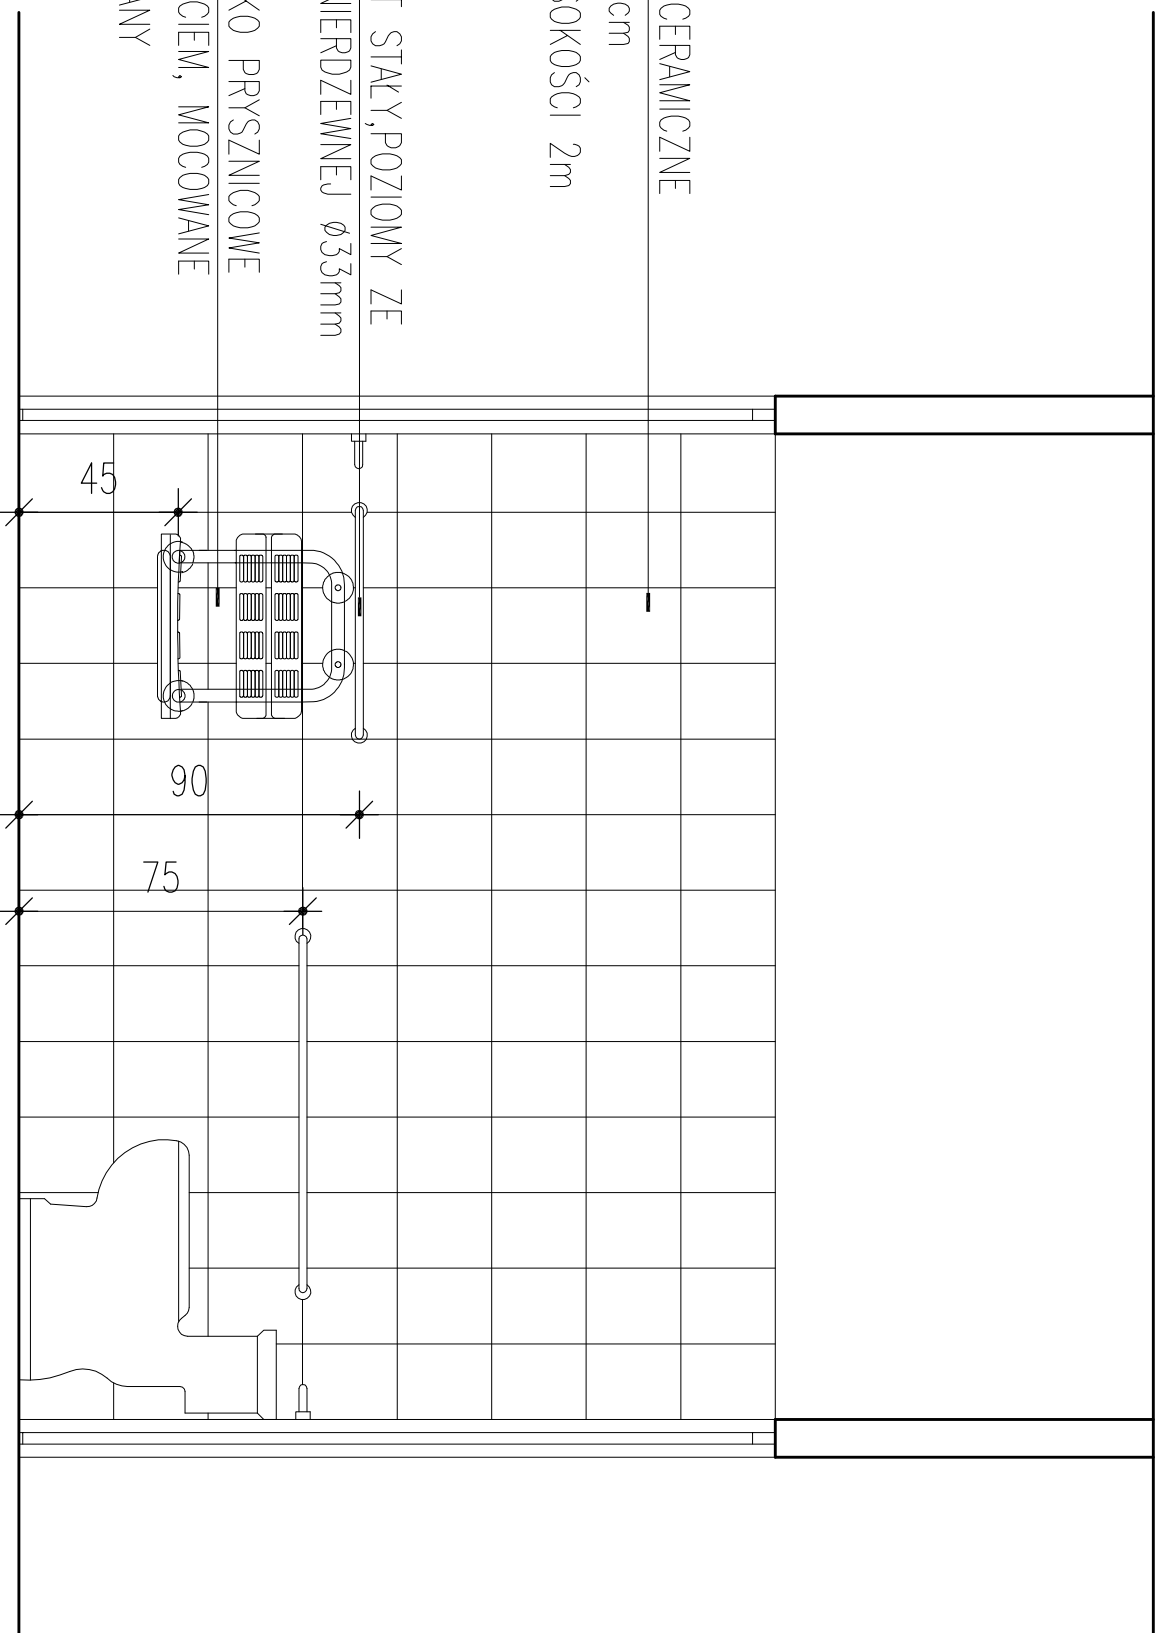 CERAMICZNE
cm
SOKOŚCI 2m
T STAŁY,POZIOMY ZE
NIERDZEWNEJ ø33mm
KO PRYSZNICOWE
CIEM, MOCOWANE
ANY
45
90
75